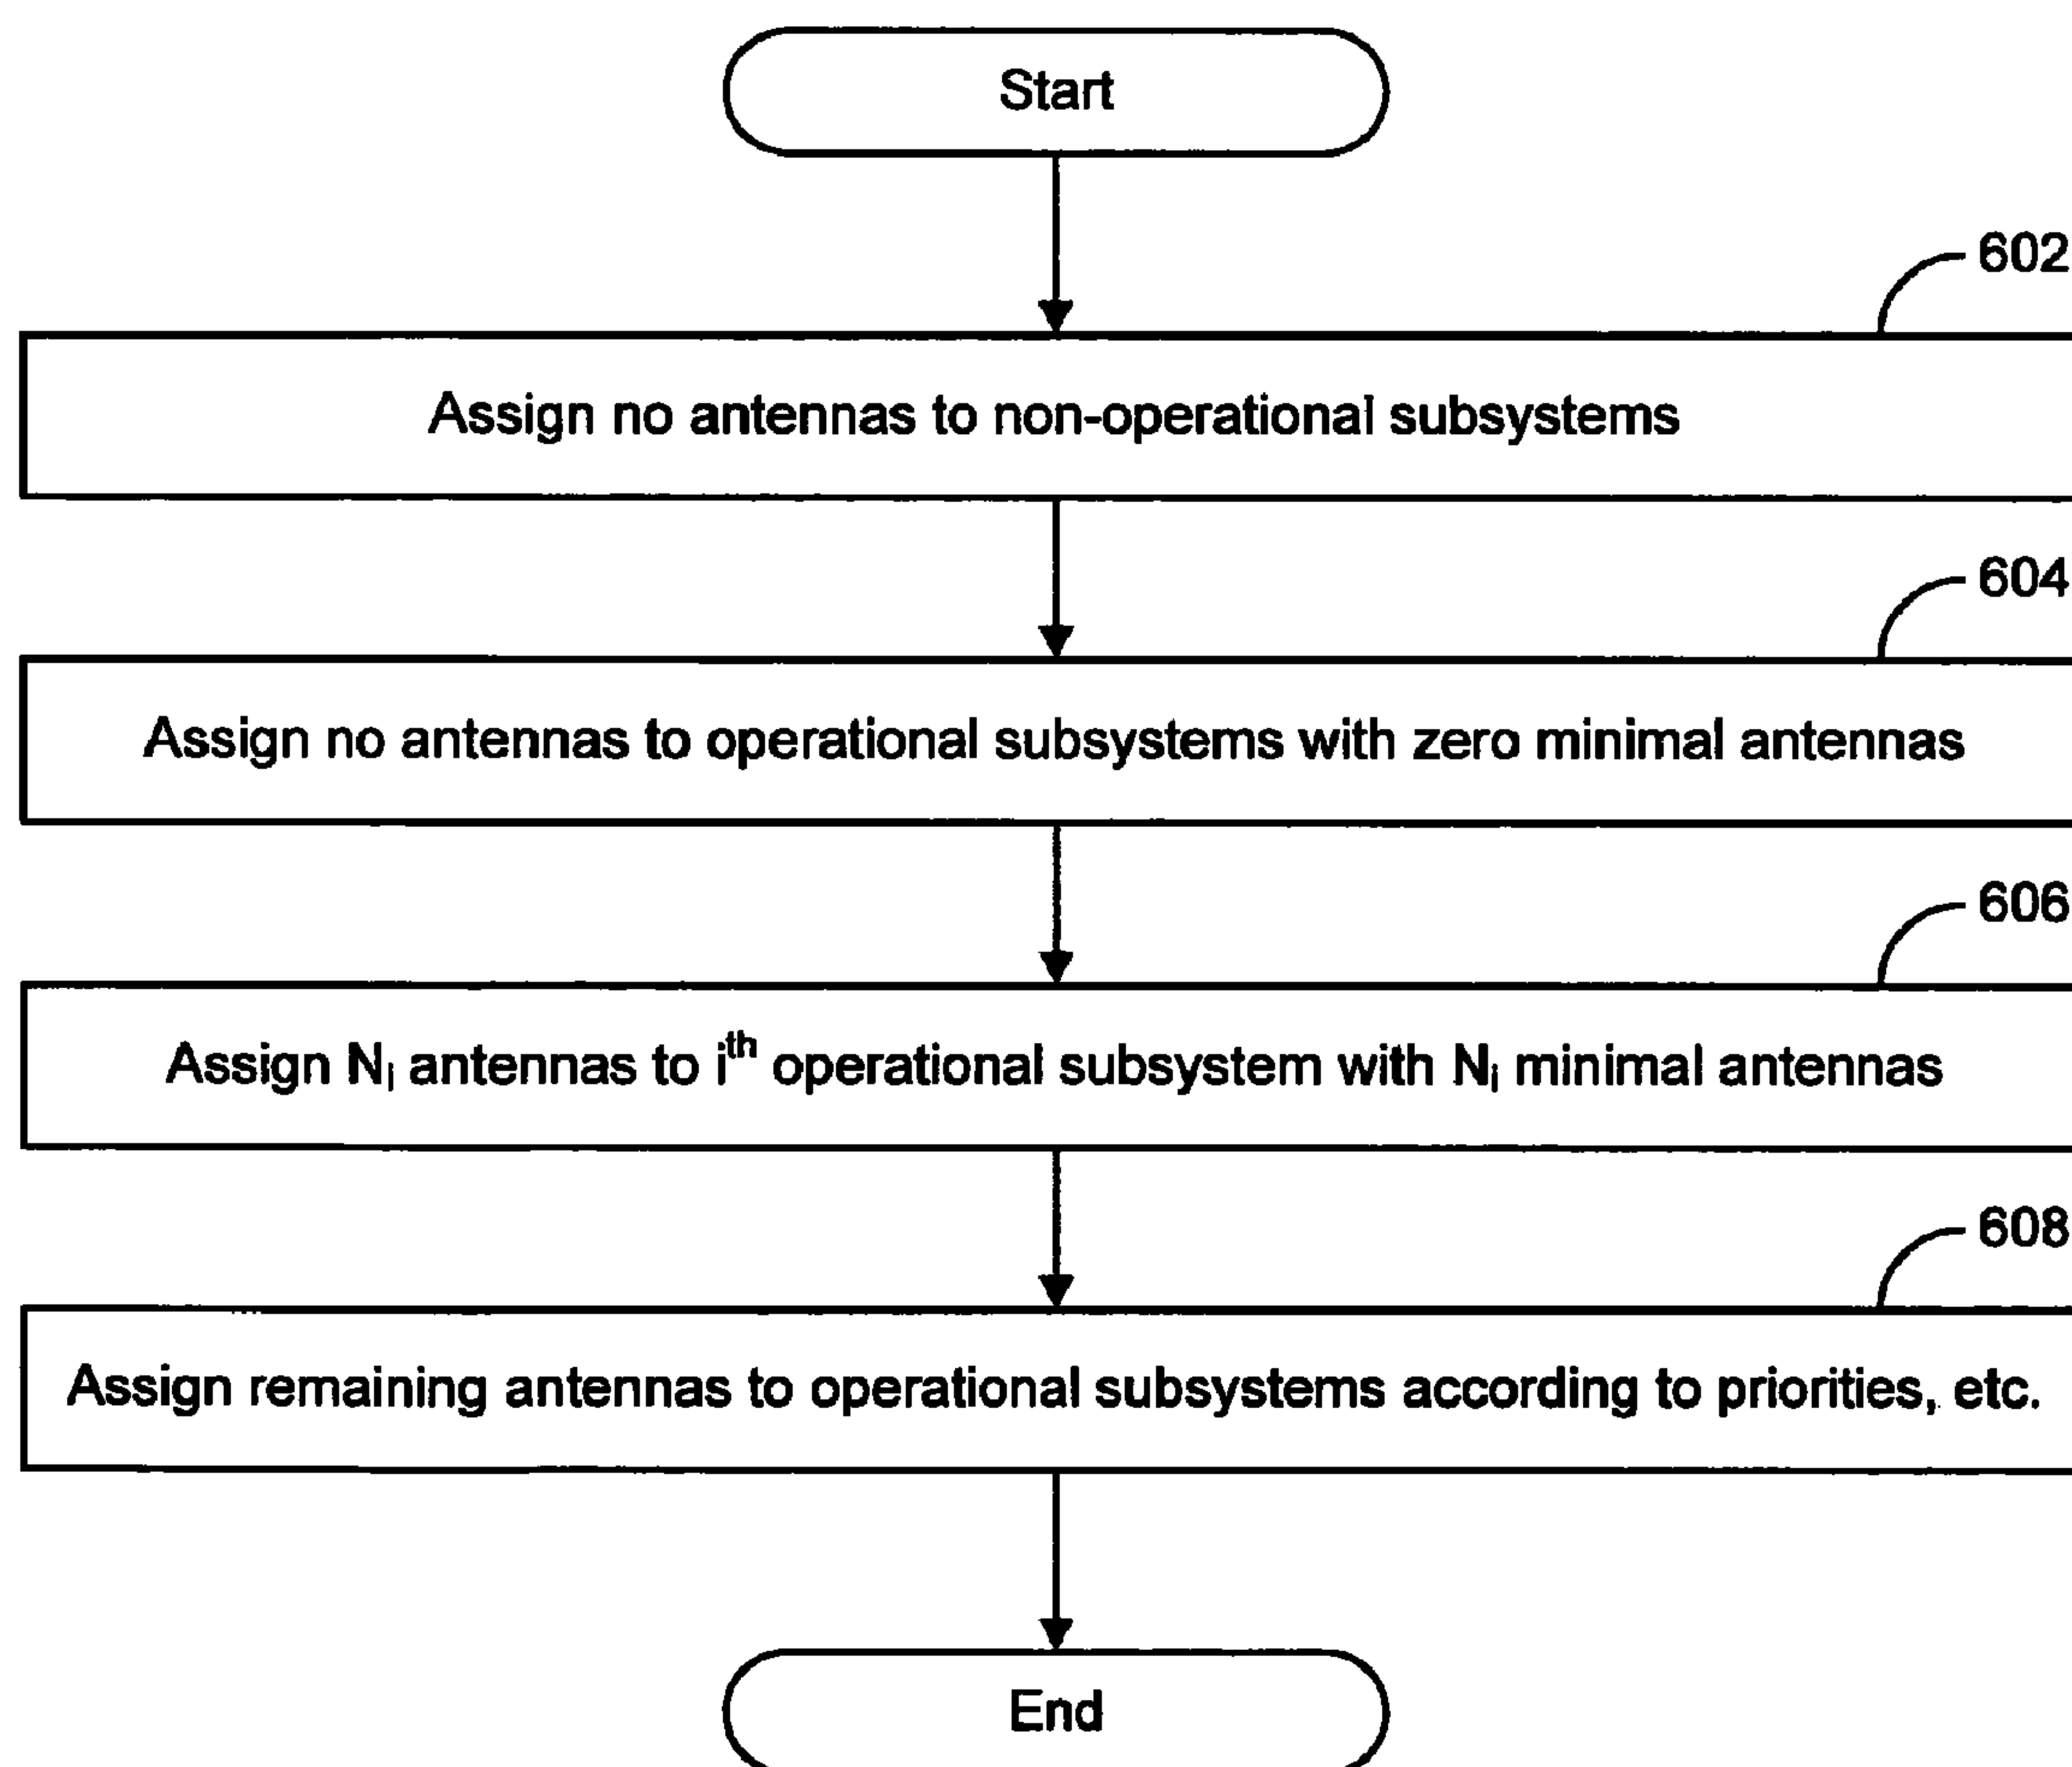 Start
602
Assign no antennas to non-operational subsystems
604
Assign no antennas to operational subsystems with zero minimal antennas
606
Assign Nᵢ antennas to iᵗʰ operational subsystem with Nᵢ minimal antennas
608
Assign remaining antennas to operational subsystems according to priorities, etc.
End